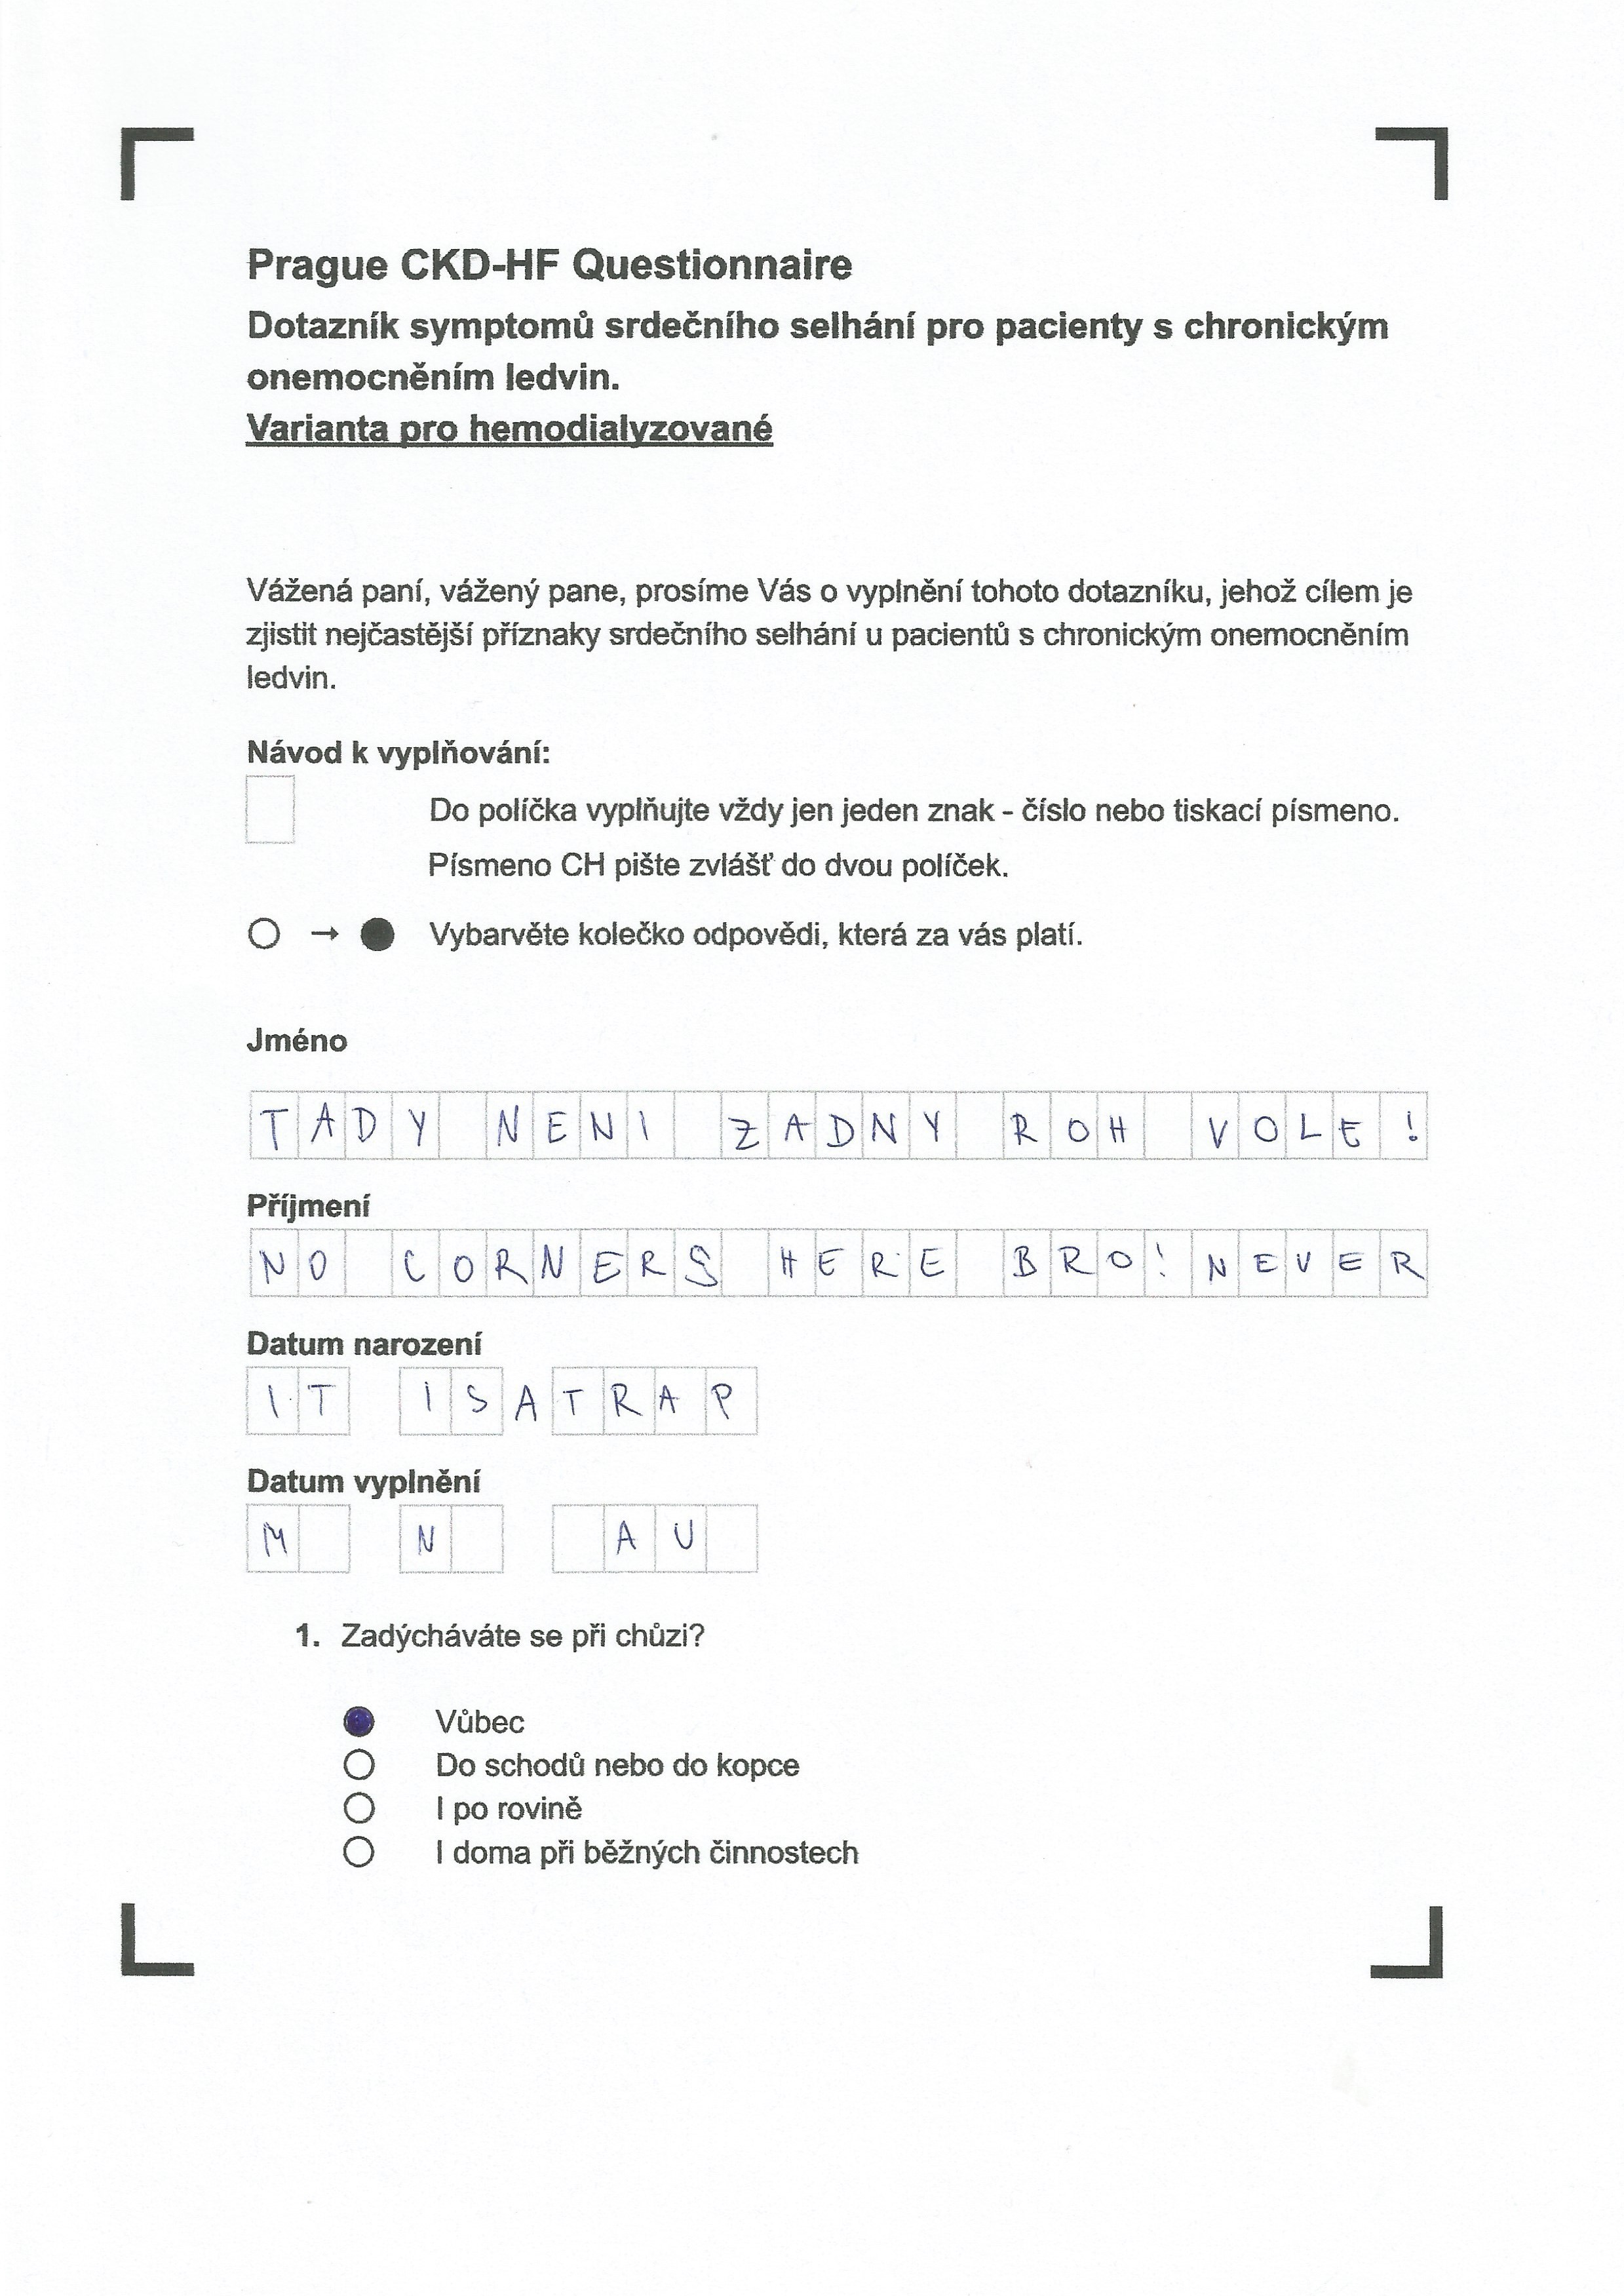 Prague CKD-HF Questionnaire
Dotazník symptomů srdečního selhání pro pacienty s chronickým
onemocněním ledvin.
Varianta pro hemodialyzované
Vážená paní, vážený pane, prosíme Vás o vyplnění tohoto dotazníku, jehož cílem je
zjistit nejčastější příznaky srdečního selhání u pacientů s chronickým onemocněním
ledvin.
Návod k vyplňování:
Do políčka vyplňujte vždy jen jeden znak - číslo nebo tiskací písmeno.
Písmeno CH pište zvlášť do dvou políček.
→ Vybarvěte kolečko odpovědi, která za vás platí.
Jméno
TADY NENI ZADNY ROH VOLE!
Příjmení
NO CORNERS HERE BRO! NEVER
Datum narození
IT IS A TRAP
Datum vyplnění
M N AU
1. Zadýcháváte se při chůzi?
Vůbec
Do schodů nebo do kopce
I po rovině
I doma při běžných činnostech